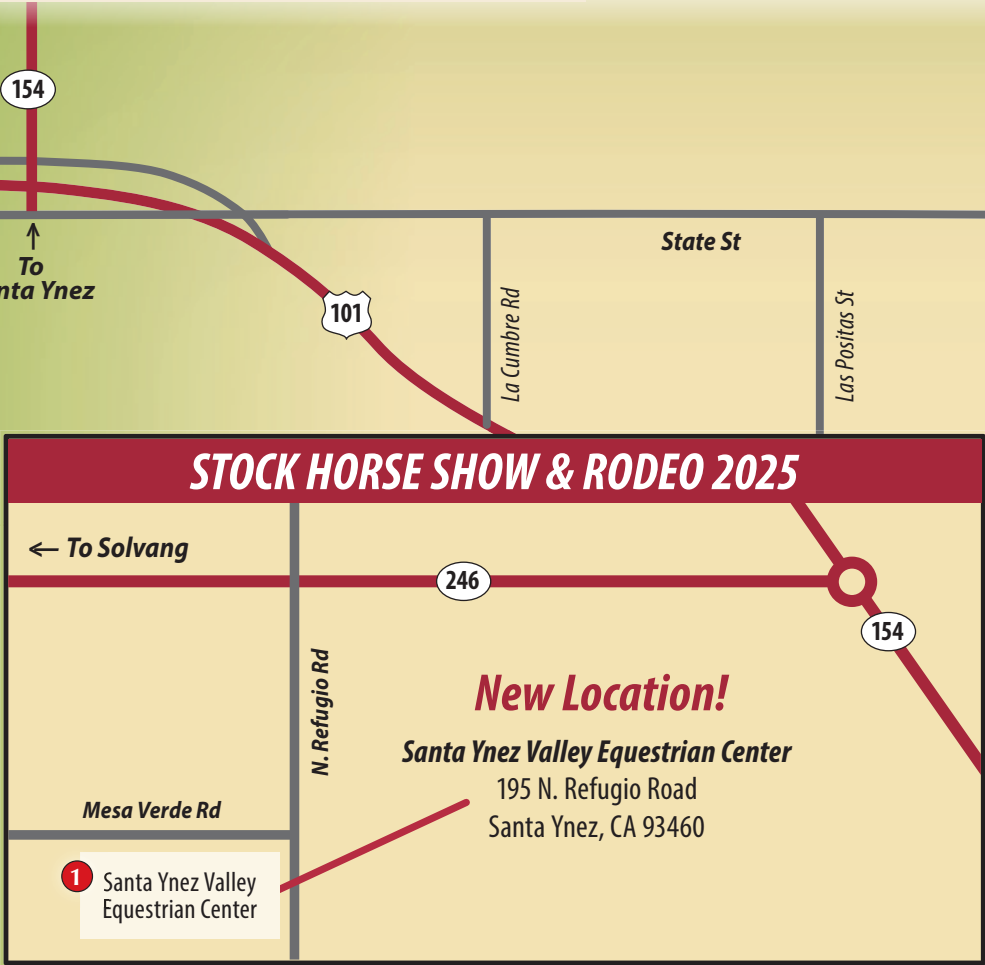 154
To
nta Ynez
101
State St
La Cumbre Rd
Las Positas St
STOCK HORSE SHOW & RODEO 2025
← To Solvang
246
154
N. Refugio Rd
New Location!
Santa Ynez Valley Equestrian Center
195 N. Refugio Road
Santa Ynez, CA 93460
Mesa Verde Rd
1
Santa Ynez Valley
Equestrian Center